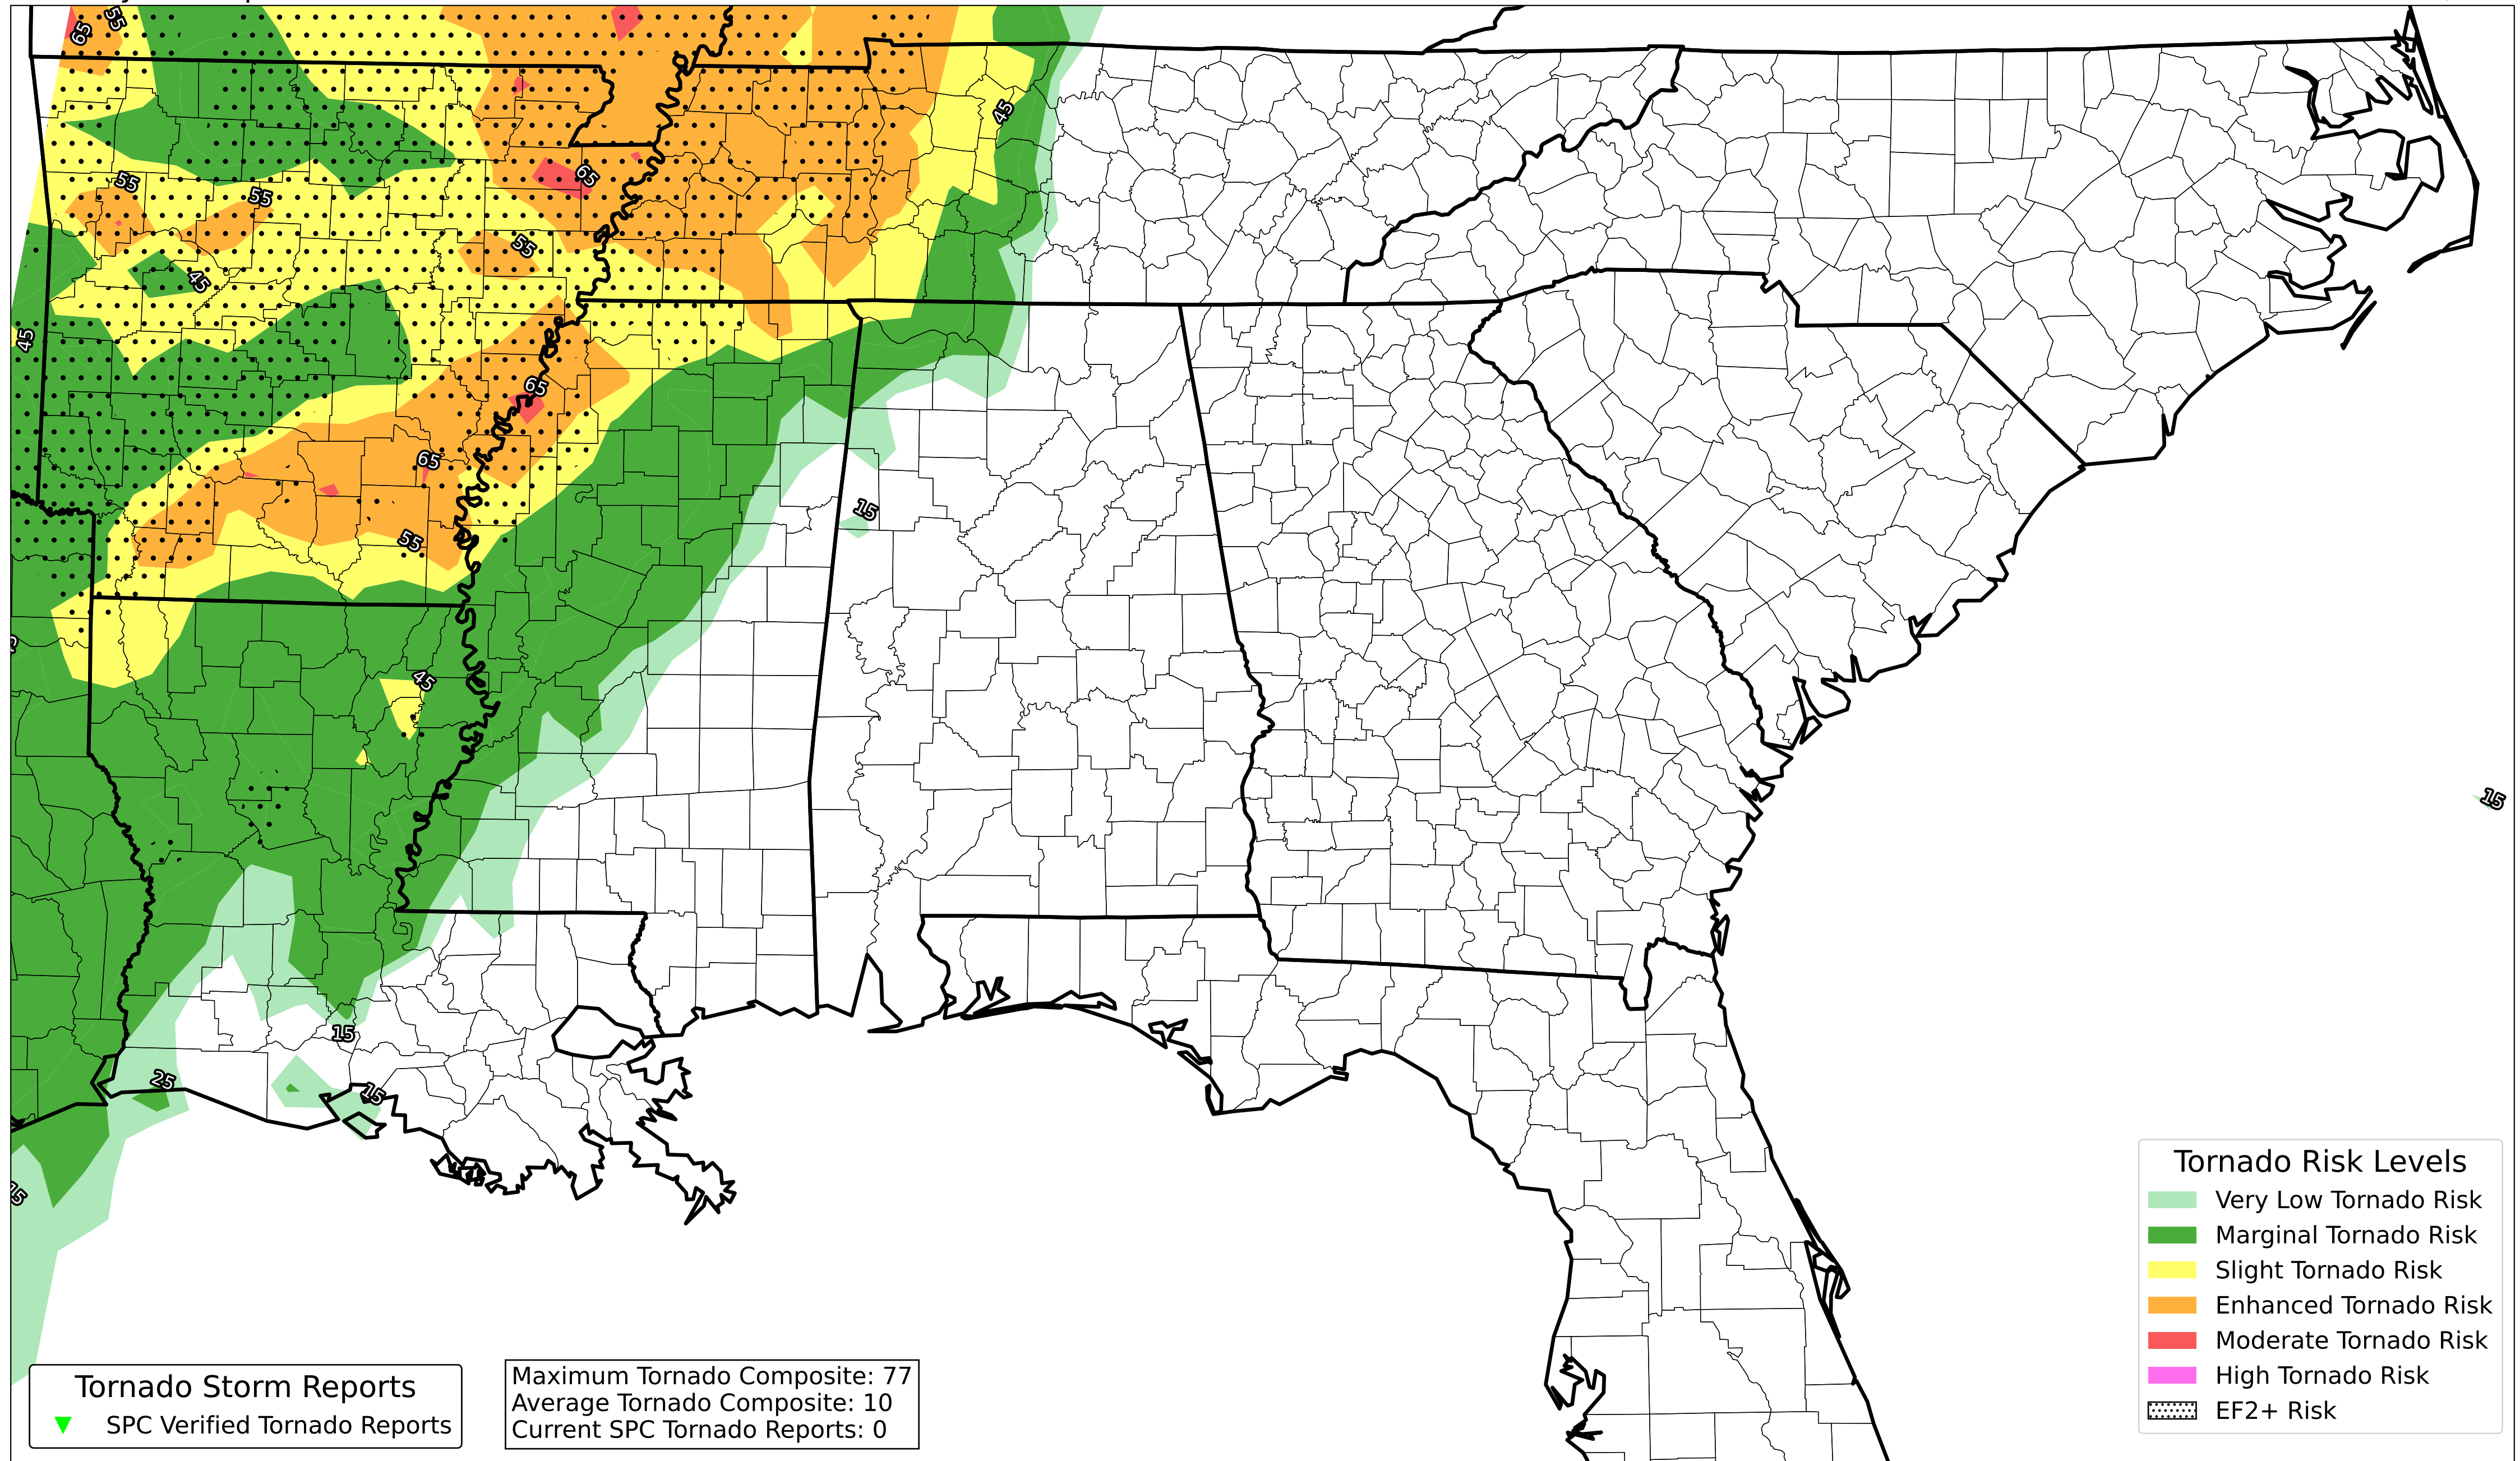 65
55
45
55
55
65
55
45
45
65
65
15
55
45
15
15
25
15
15
Tornado Risk Levels
Very Low Tornado Risk
Marginal Tornado Risk
Slight Tornado Risk
Enhanced Tornado Risk
Moderate Tornado Risk
High Tornado Risk
EF2+ Risk
Tornado Storm Reports
SPC Verified Tornado Reports
Maximum Tornado Composite: 77
Average Tornado Composite: 10
Current SPC Tornado Reports: 0